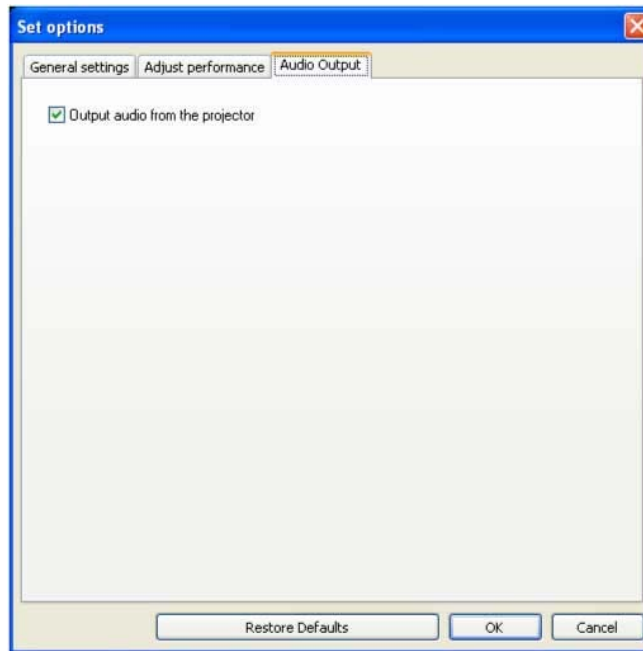 Set options
General settings Adjust performance Audio Output
Output audio from the projector
Restore Defaults OK Cancel